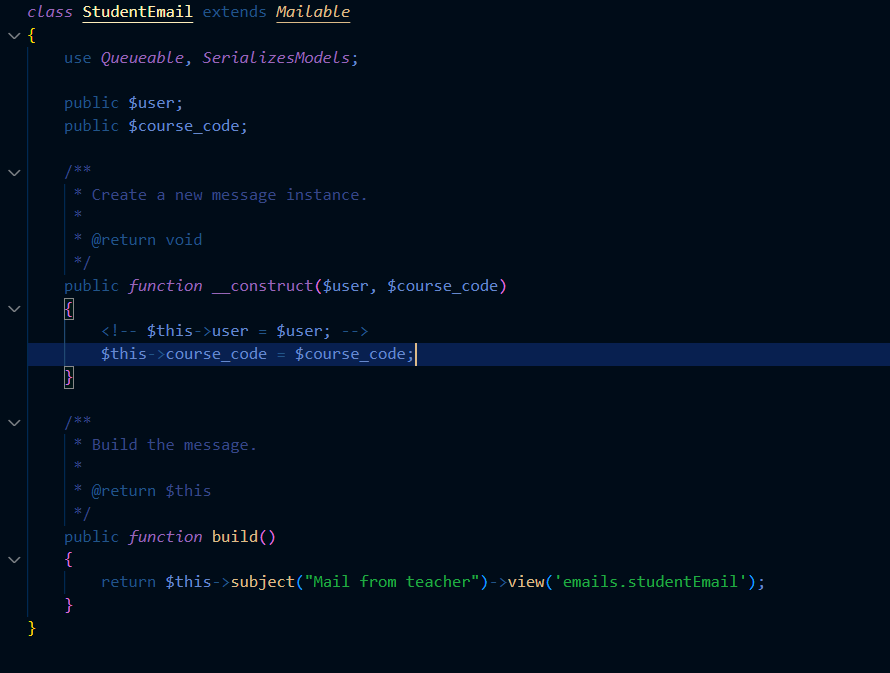 class StudentEmail extends Mailable
{
    use Queueable, SerializesModels;

    public $user;
    public $course_code;

    /**
     * Create a new message instance.
     *
     * @return void
     */
    public function __construct($user, $course_code)
    {
        <!-- $this->user = $user; -->
        $this->course_code = $course_code;
    }

    /**
     * Build the message.
     *
     * @return $this
     */
    public function build()
    {
        return $this->subject("Mail from teacher")->view('emails.studentEmail');
    }
}